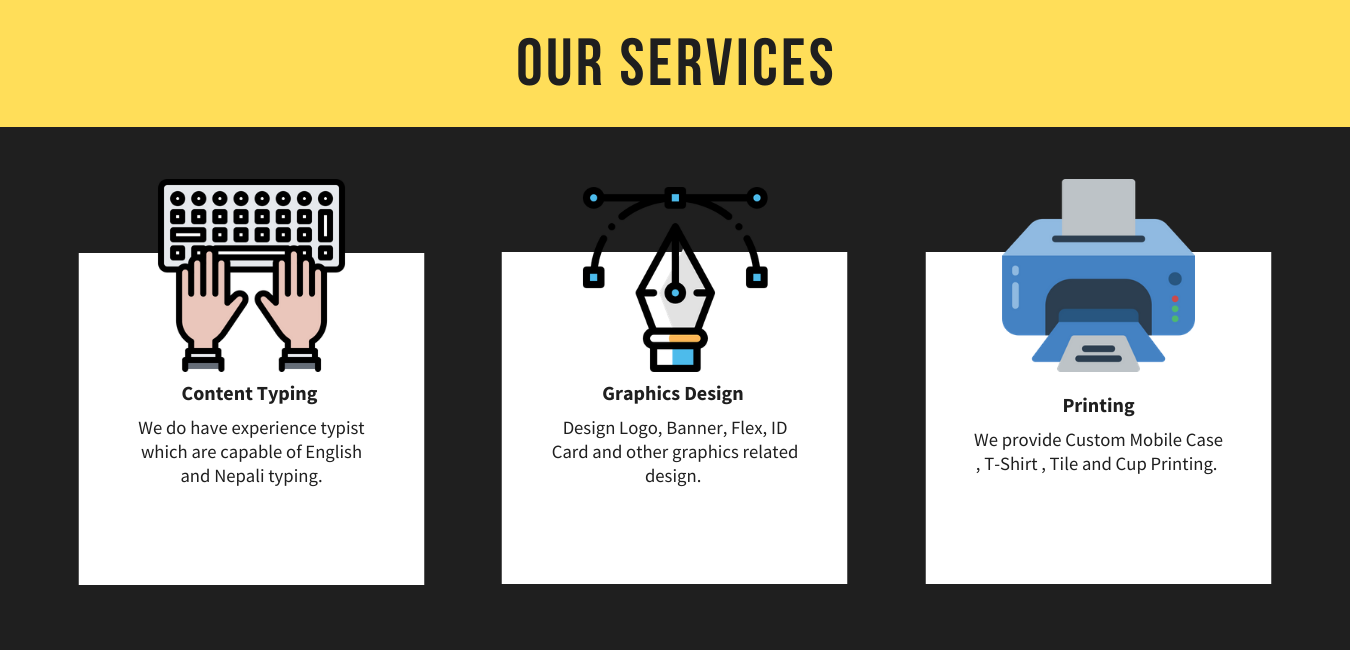 OUR SERVICES
Content Typing
We do have experience typist
which are capable of English
and Nepali typing.
Graphics Design
Design Logo, Banner, Flex, ID
Card and other graphics related
design.
Printing
We provide Custom Mobile Case
, T-Shirt , Tile and Cup Printing.